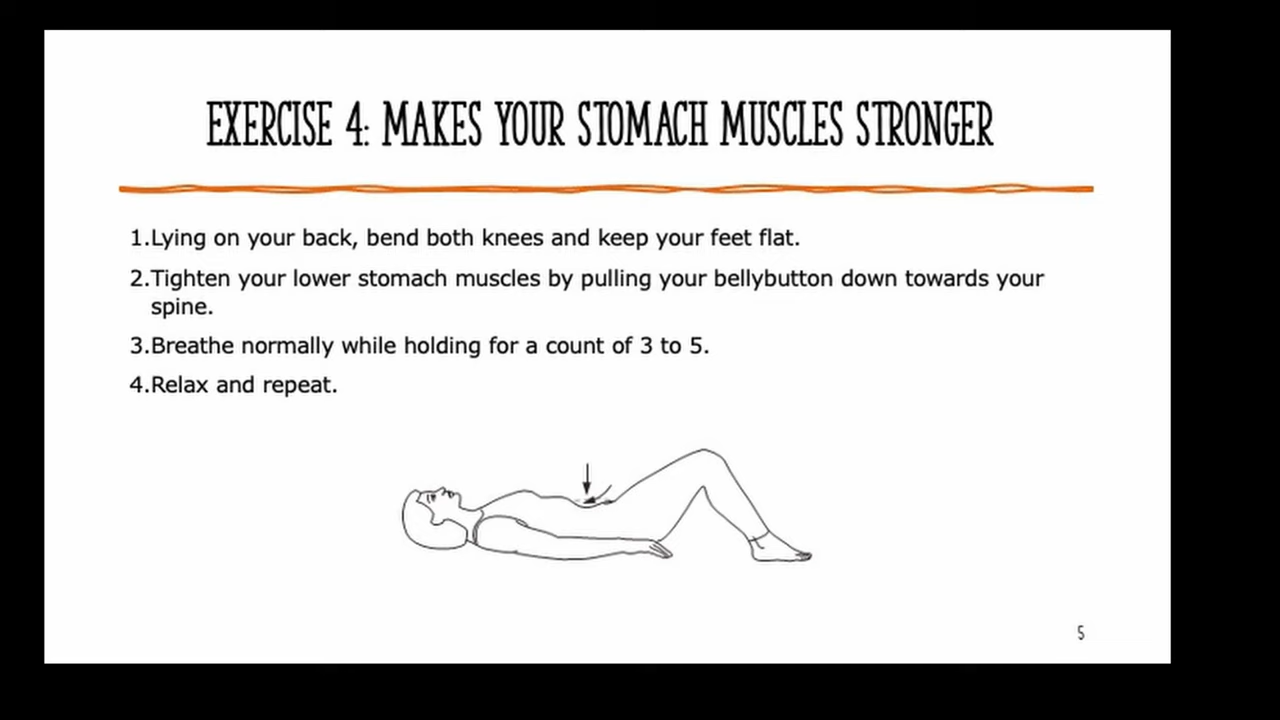 EXERCISE 4: MAKES YOUR STOMACH MUSCLES STRONGER
1.Lying on your back, bend both knees and keep your feet flat.
2.Tighten your lower stomach muscles by pulling your bellybutton down towards your
spine.
3.Breathe normally while holding for a count of 3 to 5.
4.Relax and repeat.
5